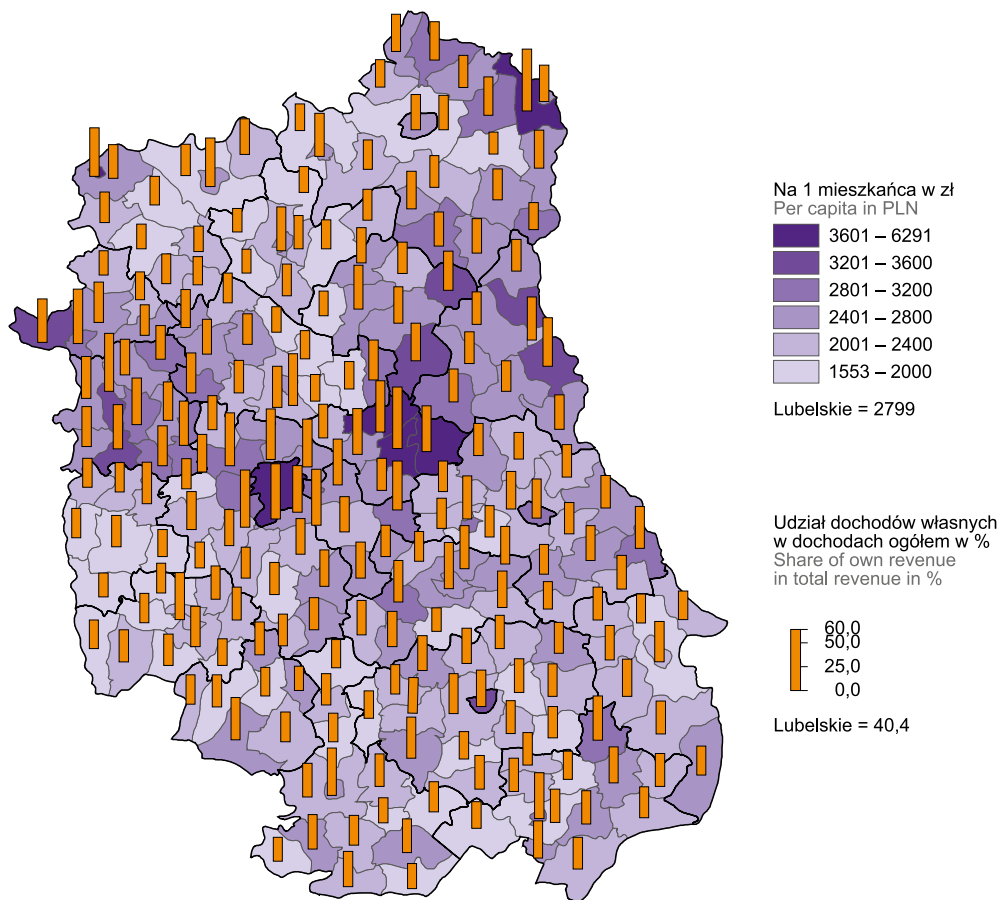 Na 1 mieszkańca w zł
Per capita in PLN
3601 – 6291
3201 – 3600
2801 – 3200
2401 – 2800
2001 – 2400
1553 – 2000
Lubelskie = 2799
Udział dochodów własnych
w dochodach ogółem w %
Share of own revenue
in total revenue in %
60,0
50,0
25,0
0,0
Lubelskie = 40,4